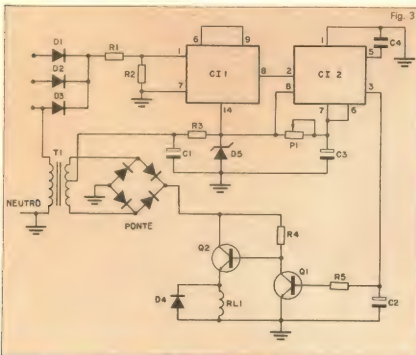 Fig. 3
D1
D2
D3
R1
R2
1
7
6
9
CI 1
8
14
2
8
1
CI 2
5
3
7
6
C4
R3
C1
D5
P1
C3
T1
NEUTRO
PONTE
Q2
R4
Q1
R5
C2
D4
RL1